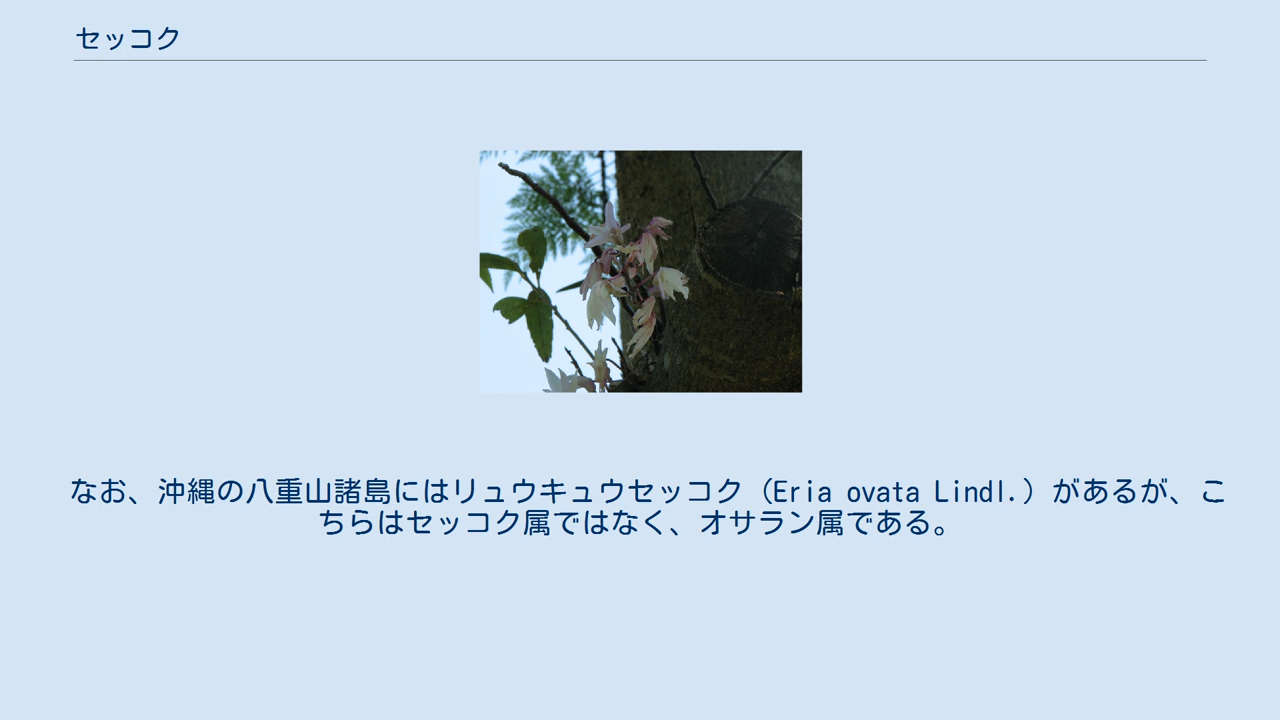 セッコク
なお、沖縄の八重山諸島にはリュウキュウセッコク（Eria ovata Lindl.）があるが、こ
ちらはセッコク属ではなく、オサラン属である。